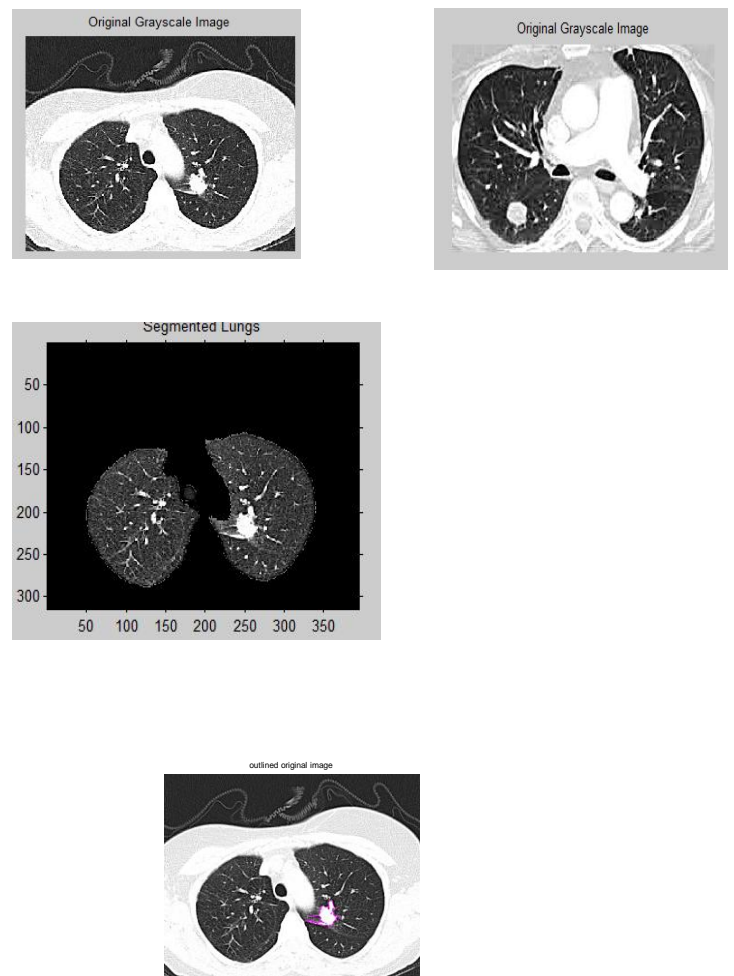 Original Grayscale Image
Original Grayscale Image
Segmented Lungs
50
100
150
200
250
300
50 100 150 200 250 300 350
outlined original image